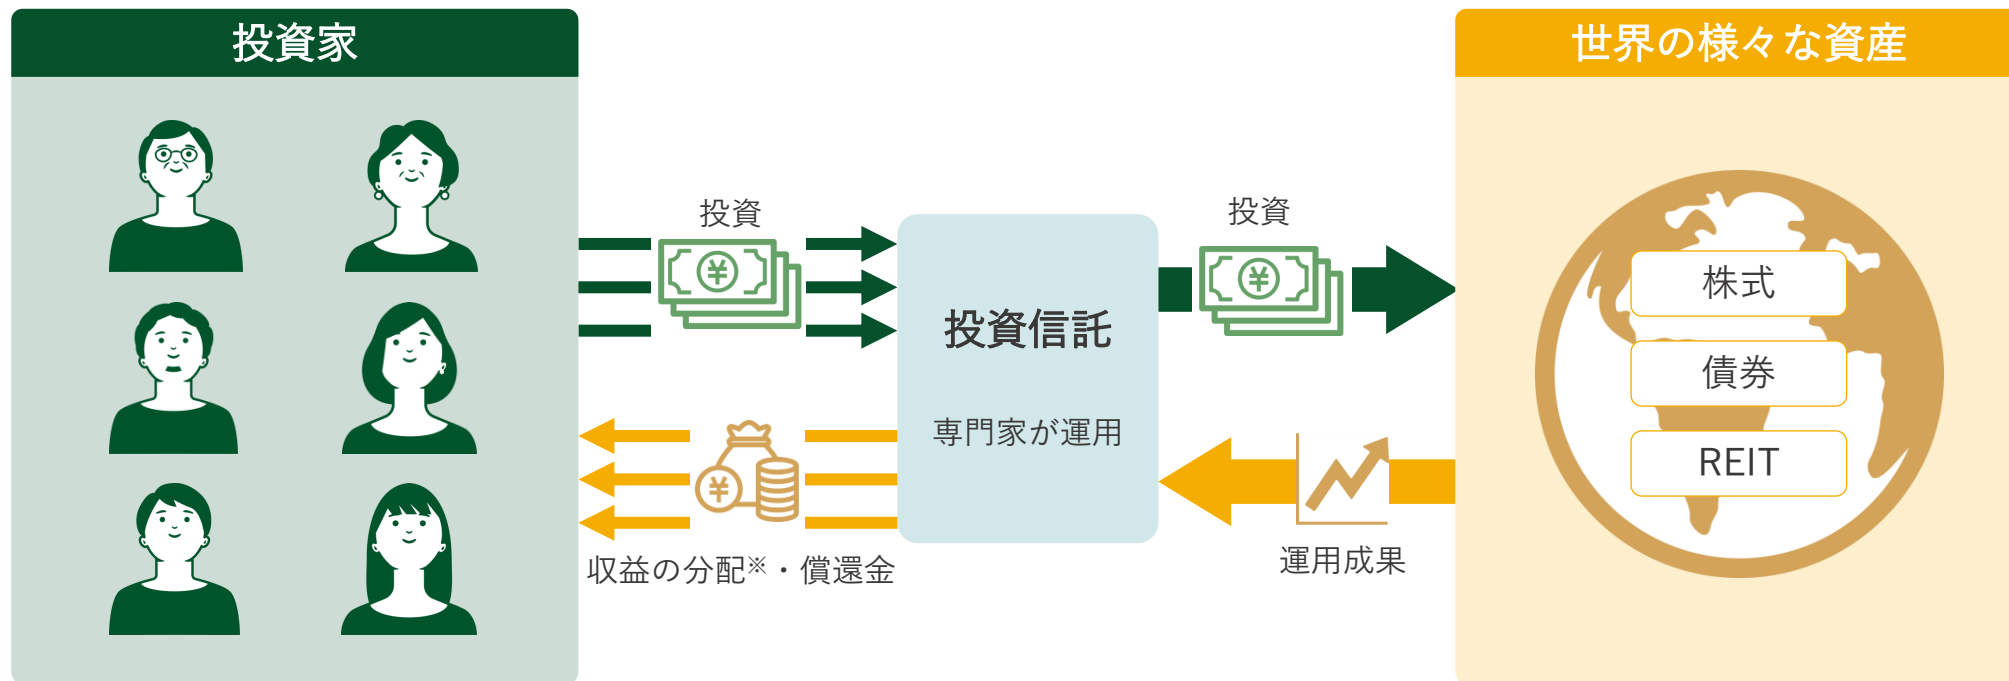 投資家
世界の様々な資産
投資
投資
¥
¥
株式
投資信託
債券
専門家が運用
REIT
¥
収益の分配※・償還金
運用成果